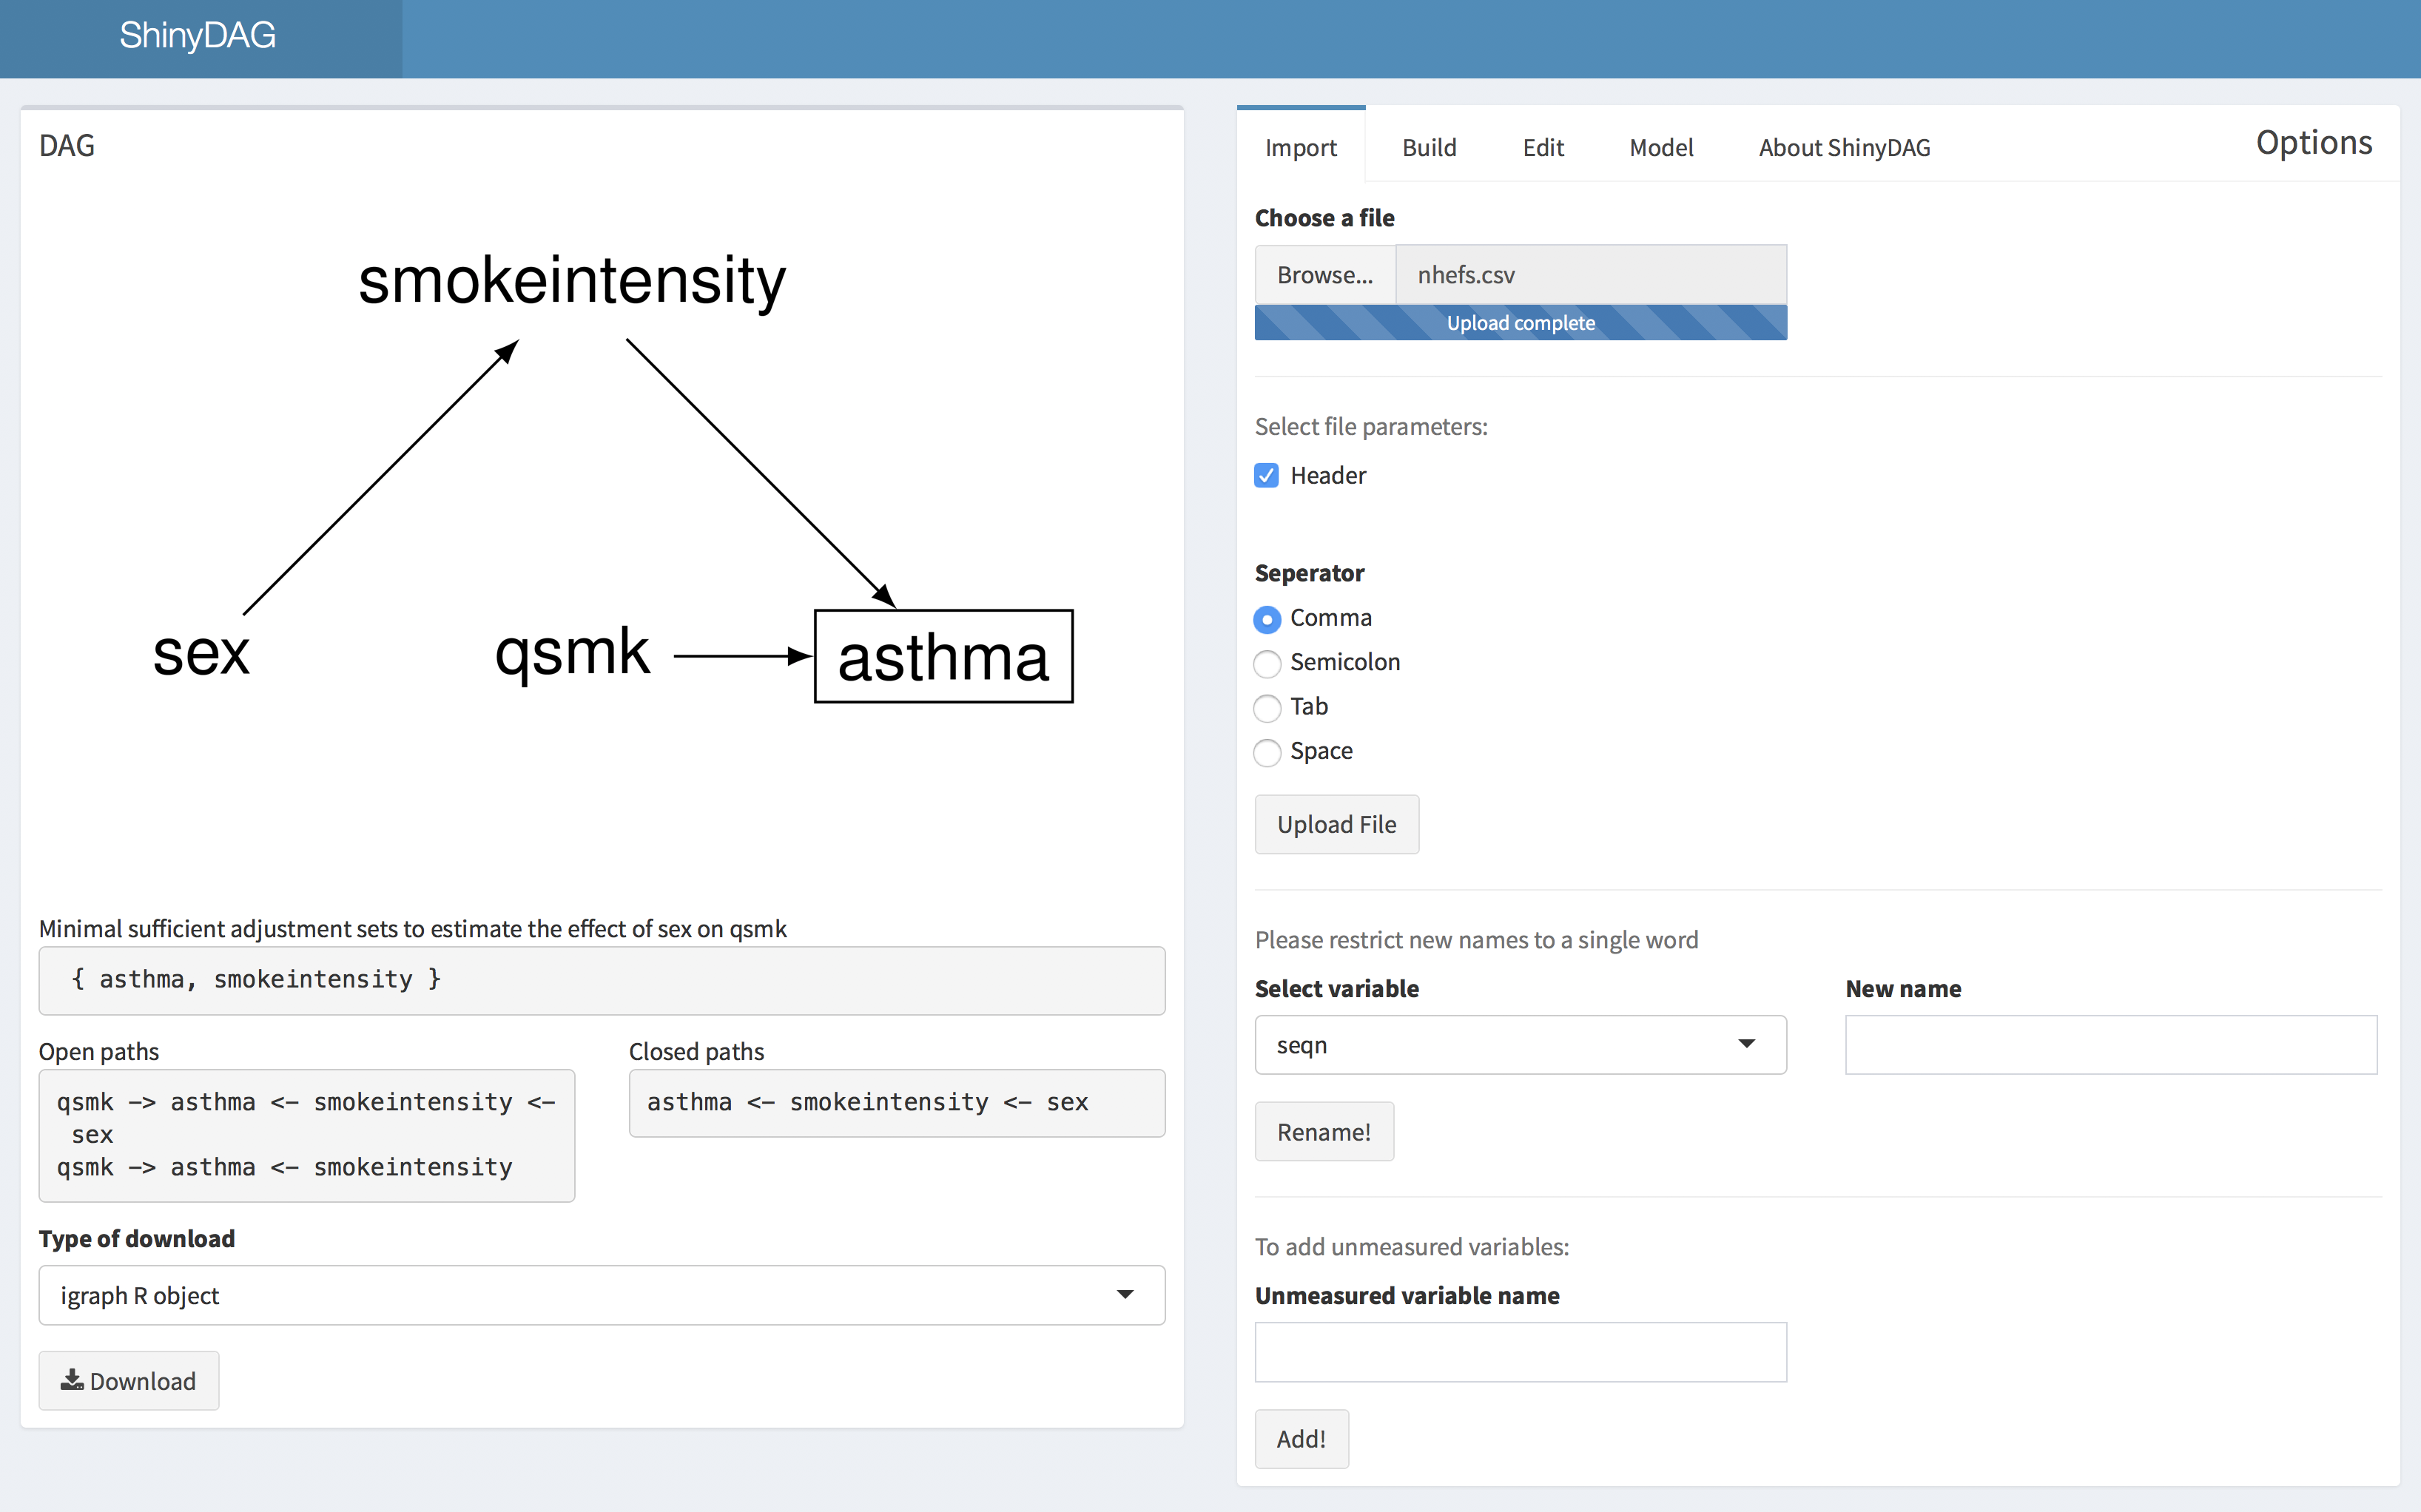 ShinyDAG
DAG
smokeintensity
sex
qsmk
asthma
Minimal sufficient adjustment sets to estimate the effect of sex on qsmk
{ asthma, smokeintensity }
Open paths
qsmk -> asthma <- smokeintensity <-
sex
qsmk -> asthma <- smokeintensity
Closed paths
asthma <- smokeintensity <- sex
Type of download
igraph R object
Download
Import Build Edit Model About ShinyDAG Options
Choose a file
Browse... nhefs.csv
Upload complete
Select file parameters:
Header
Seperator
Comma
Semicolon
Tab
Space
Upload File
Please restrict new names to a single word
Select variable New name
seqn
Rename!
To add unmeasured variables:
Unmeasured variable name
Add!